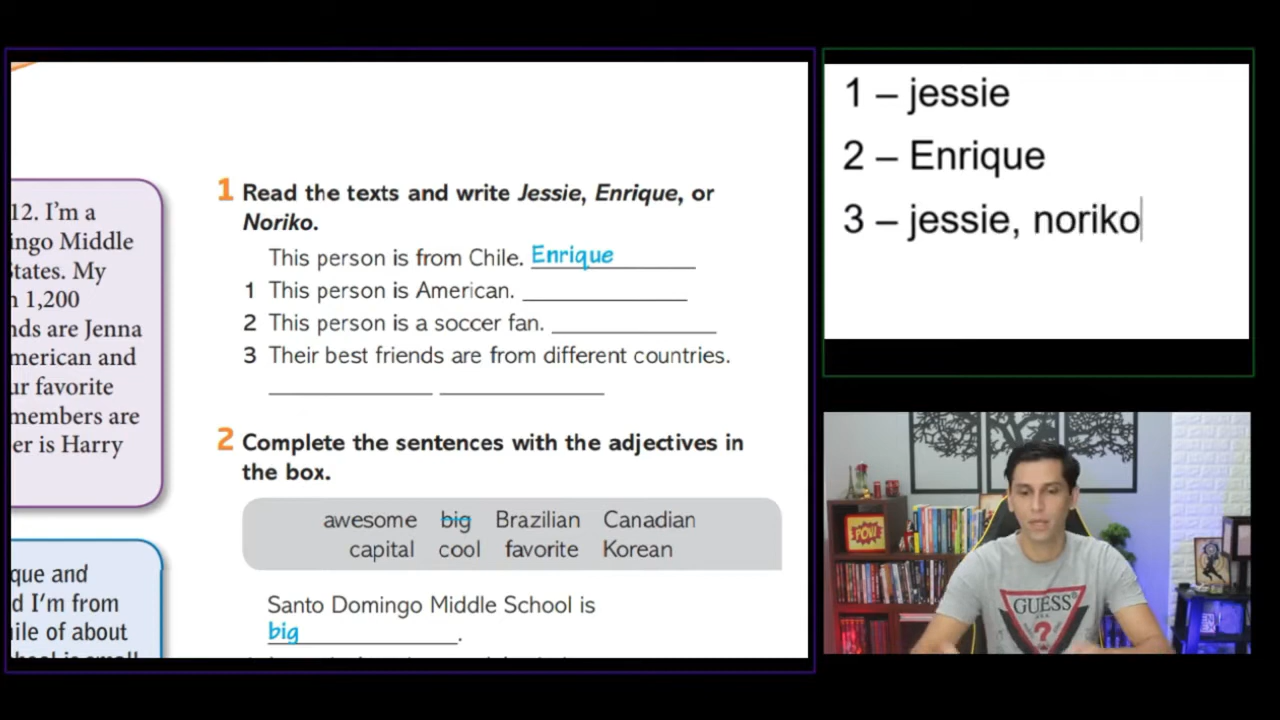 12. I'm a
ingo Middle
States. My
n 1,200
nds are Jenna
merican and
ur favorite
members are
er is Harry
que and
d I'm from
ile of about
1 Read the texts and write Jessie, Enrique, or
Noriko.
This person is from Chile. Enrique
1 This person is American.
2 This person is a soccer fan.
3 Their best friends are from different countries.
2 Complete the sentences with the adjectives in
the box.
awesome big Brazilian Canadian
capital cool favorite Korean
Santo Domingo Middle School is
big .
1 – jessie
2 – Enrique
3 – jessie, noriko
POW!
GUESS
?